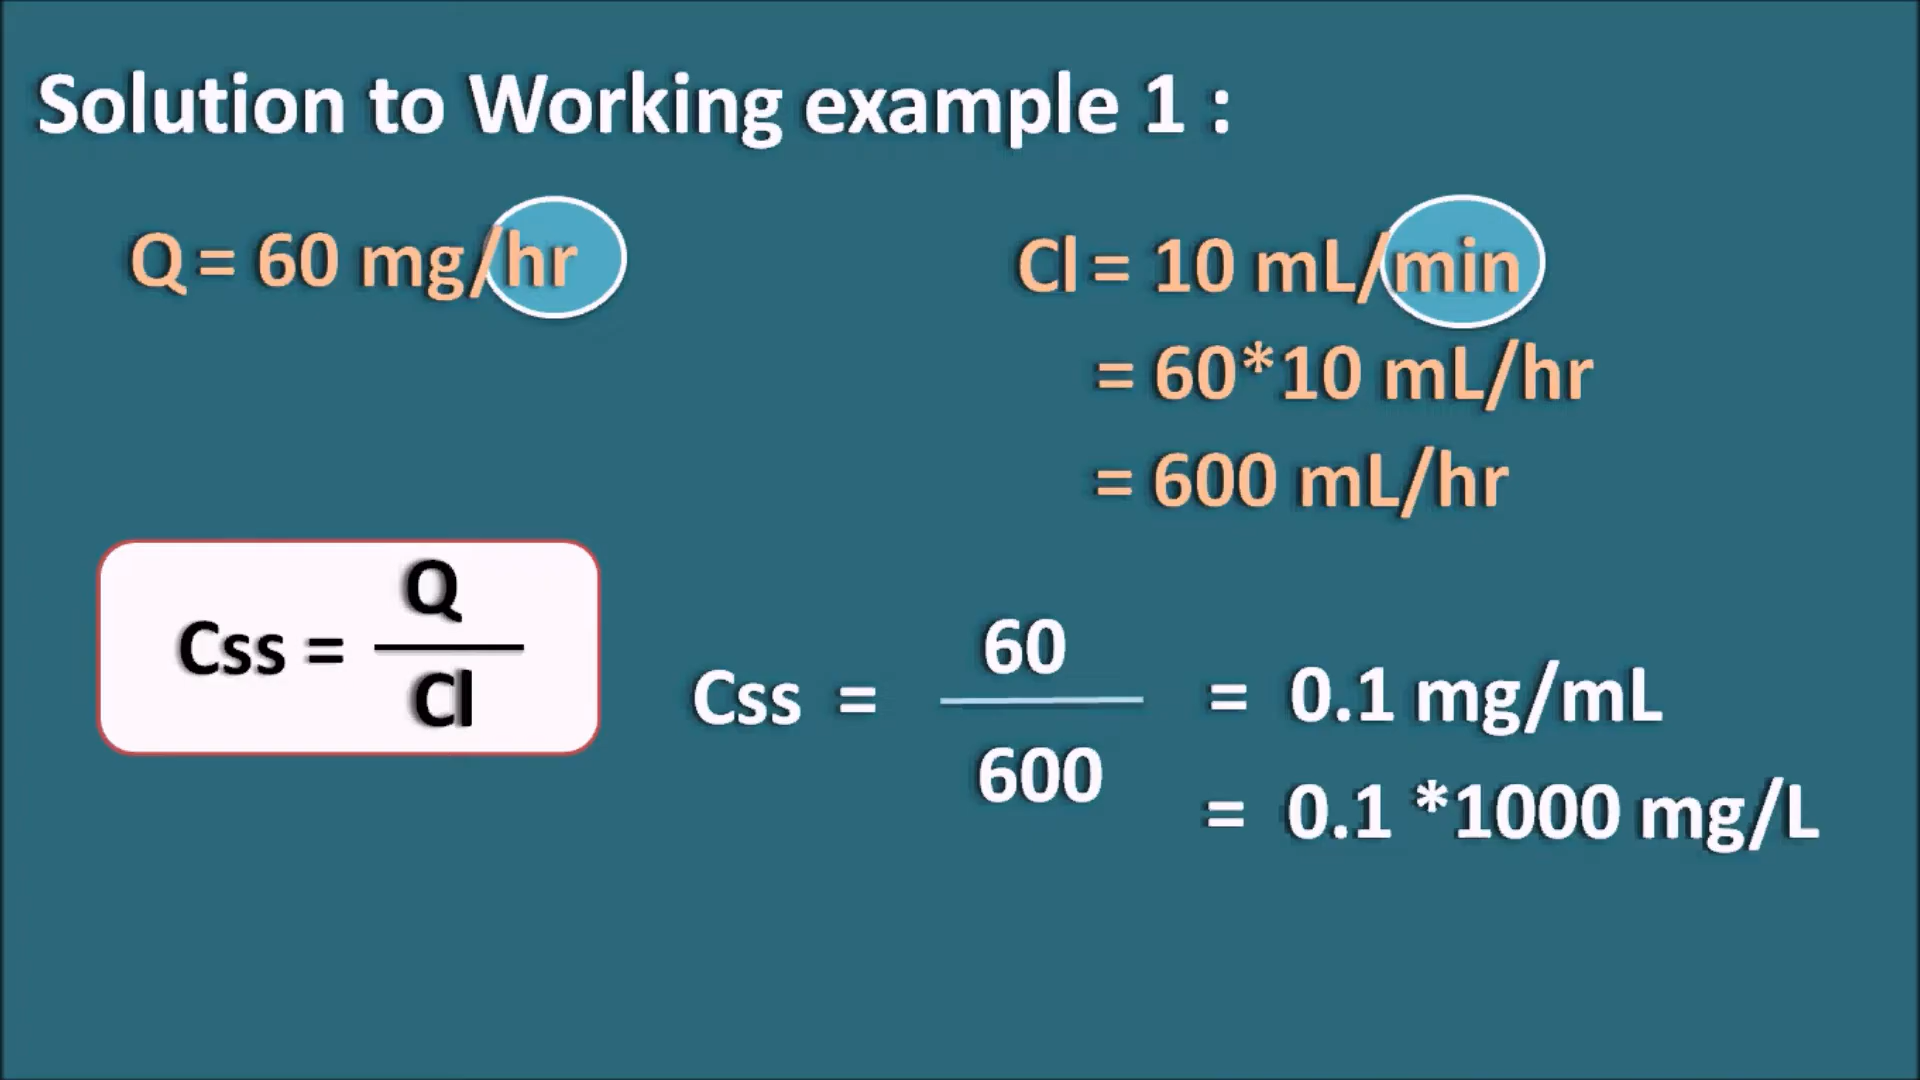 Solution to Working example 1 :
Q = 60 mg/hr
Cl = 10 mL/min
= 60*10 mL/hr
= 600 mL/hr
Css = Q
Cl
Css = 60
600
= 0.1 mg/mL
= 0.1 *1000 mg/L